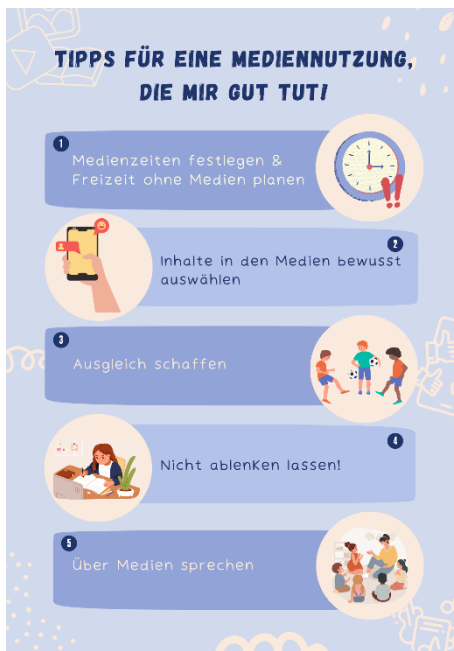 TIPPS FÜR EINE MEDIENNUTZUNG,
DIE MIR GUT TUT!
1
Medienzeiten festlegen &
Freizeit ohne Medien planen
2
Inhalte in den Medien bewusst
auswählen
3
Ausgleich schaffen
4
Nicht ablenken lassen!
5
Über Medien sprechen